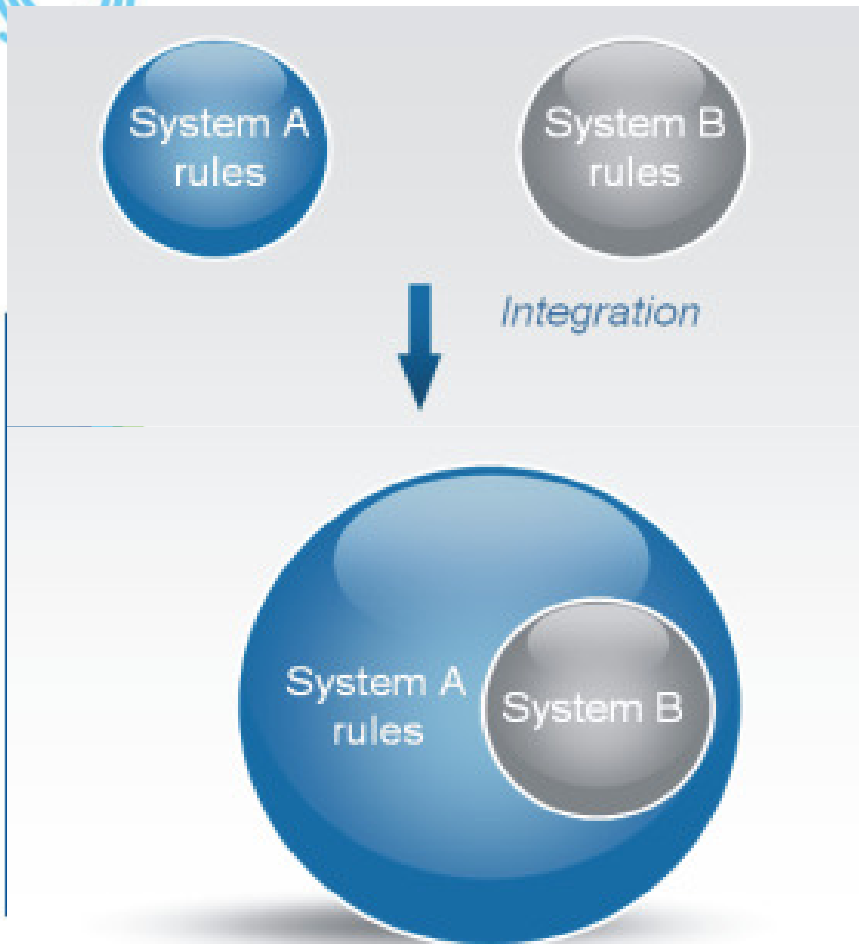 System A
rules
System B
rules
Integration
System A
rules
System B